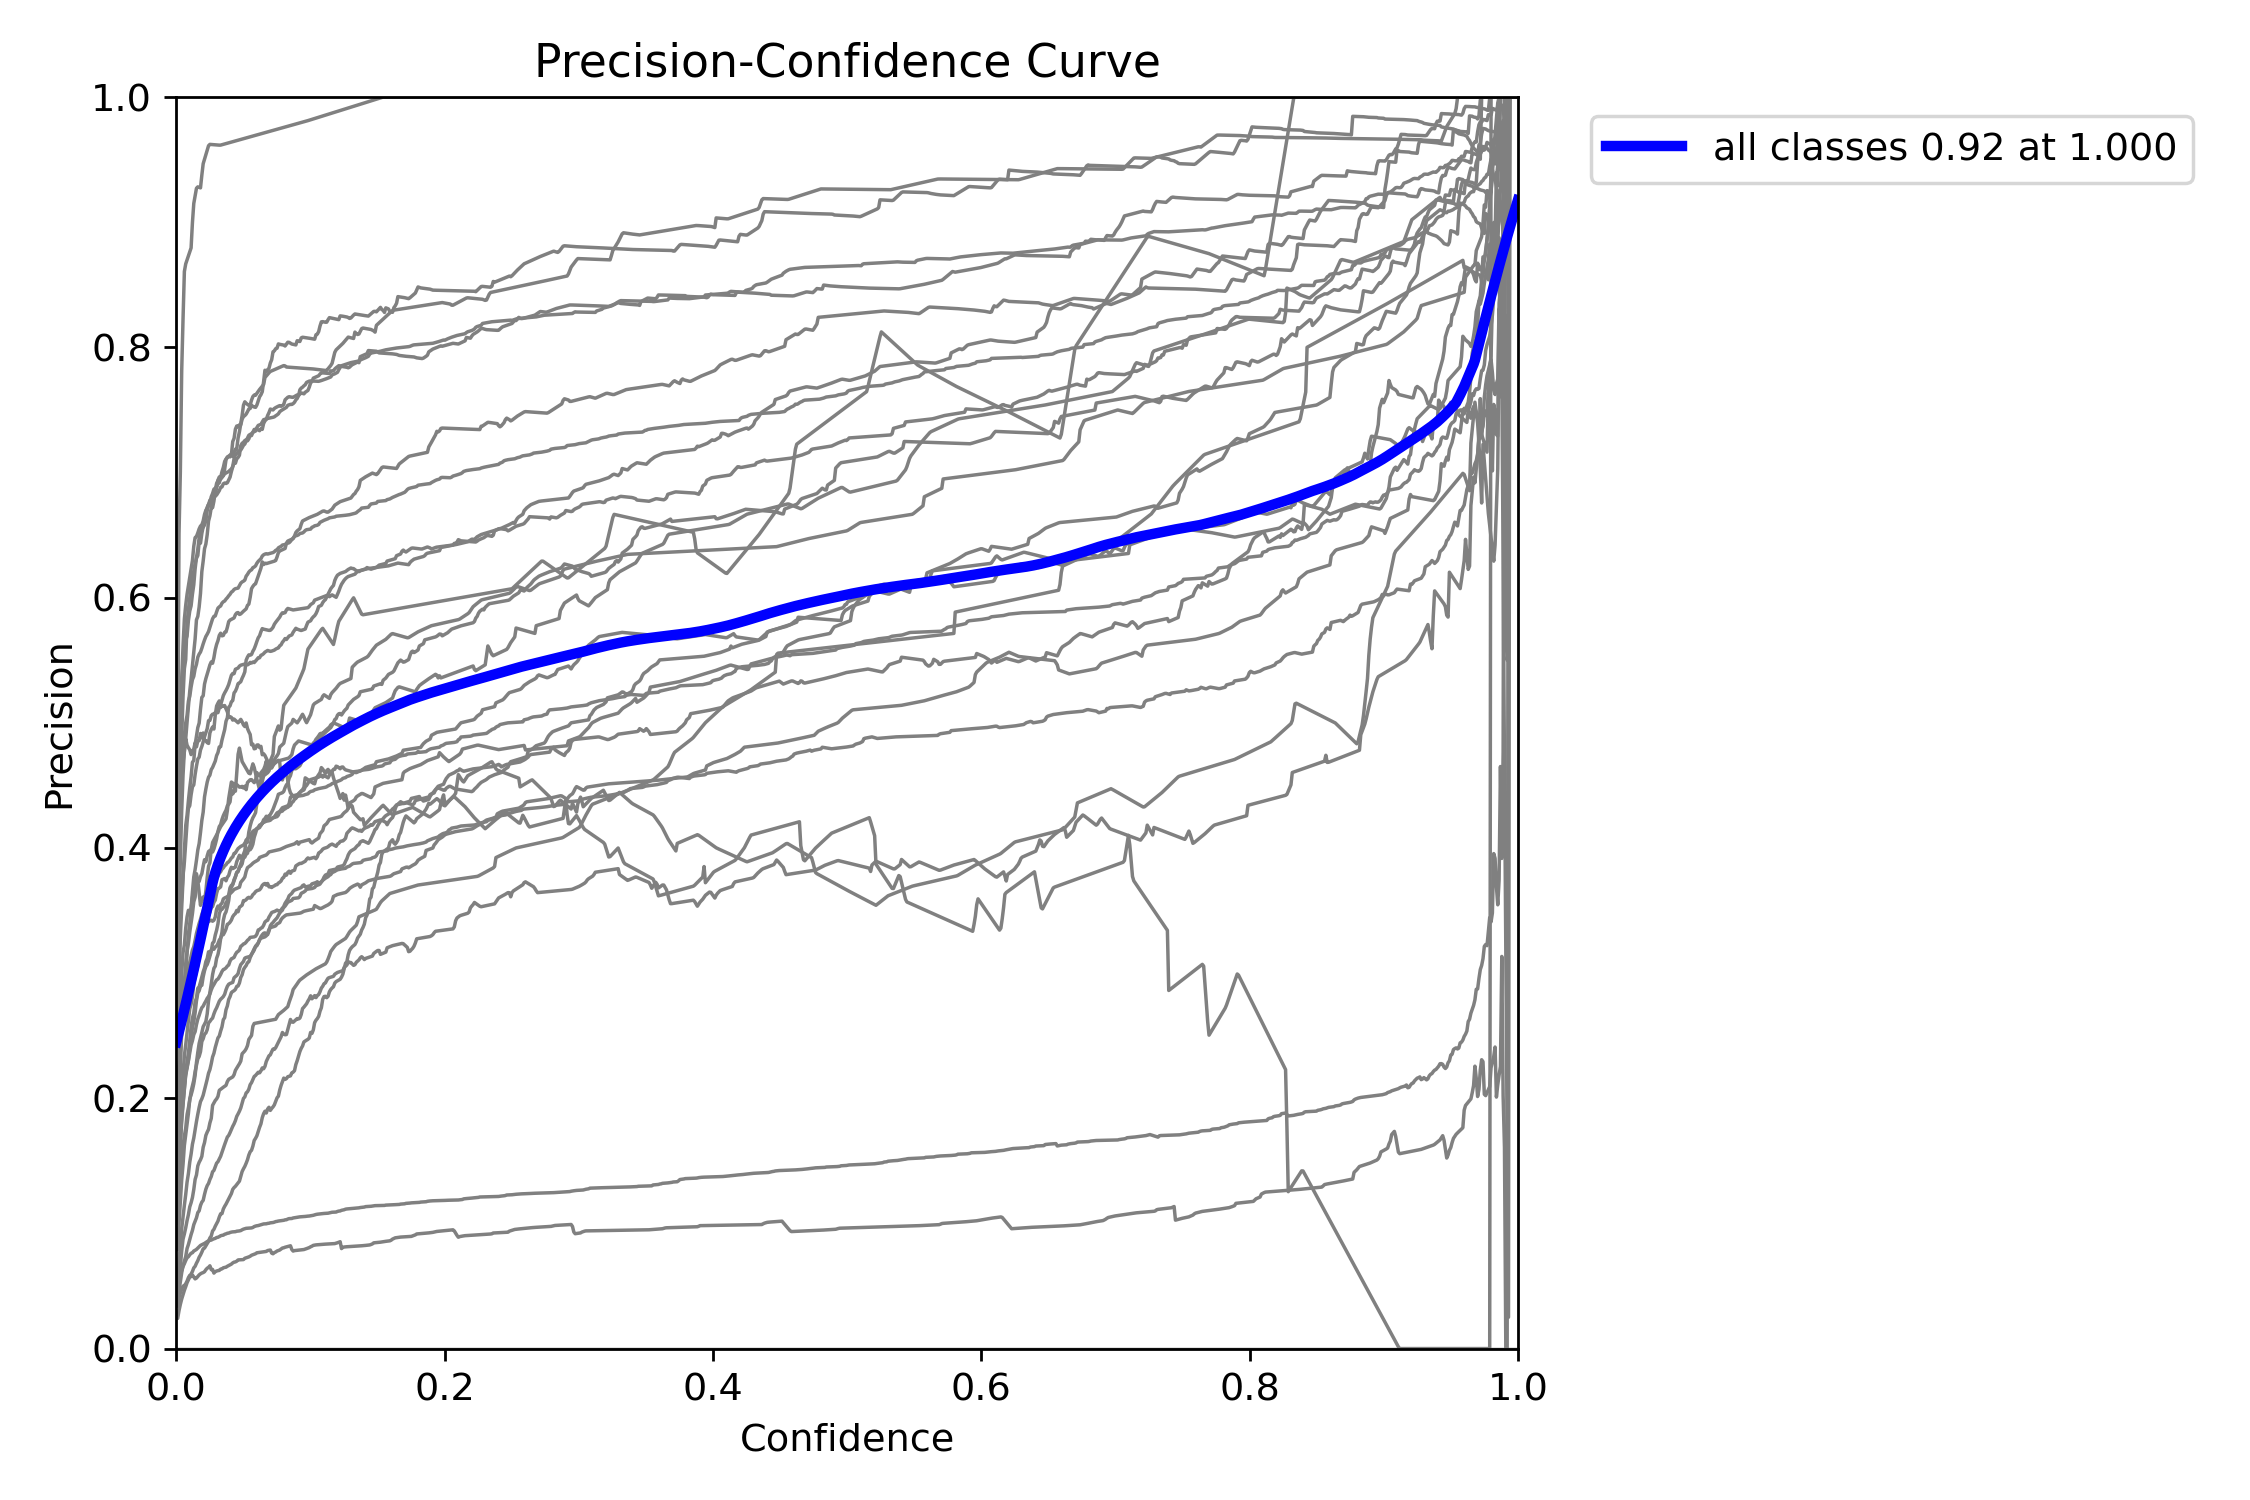 Precision-Confidence Curve
all classes 0.92 at 1.000
1.0
0.8
0.6
0.4
0.2
0.0
Precision
0.0 0.2 0.4 0.6 0.8 1.0
Confidence